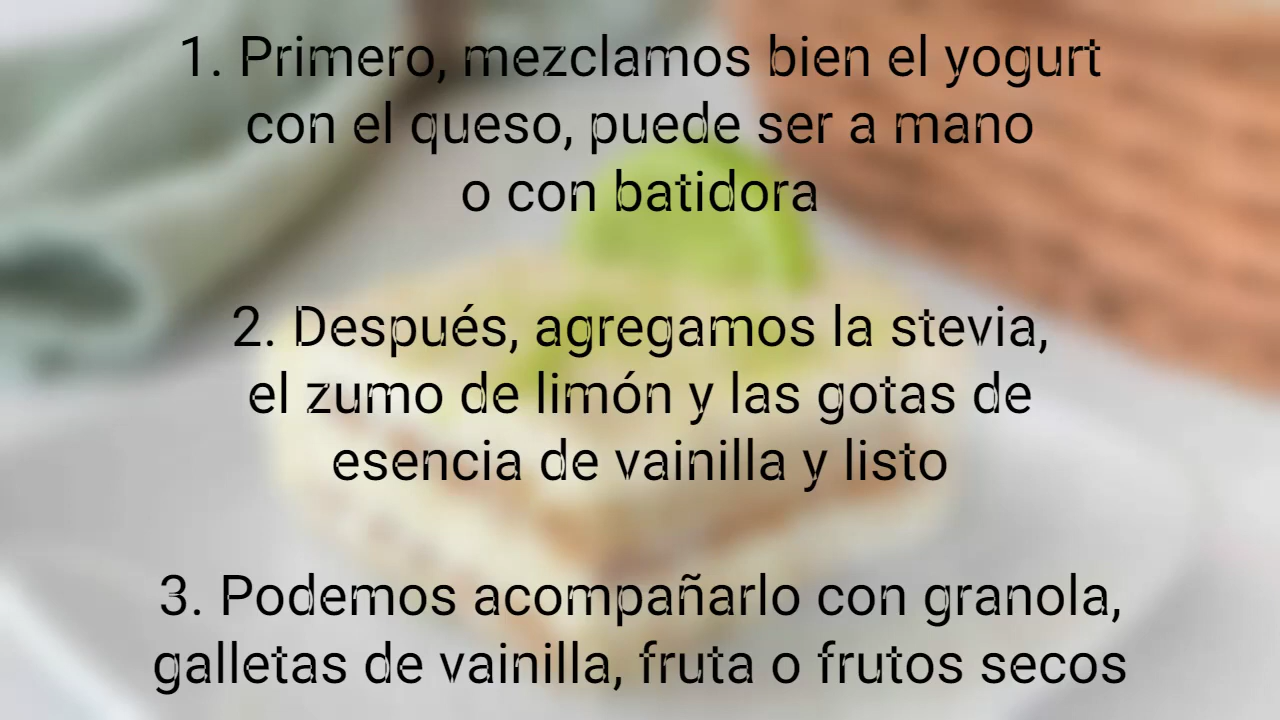 1. Primero, mezclamos bien el yogurt
con el queso, puede ser a mano
o con batidora
2. Después, agregamos la stevia,
el zumo de limón y las gotas de
esencia de vainilla y listo
3. Podemos acompañarlo con granola,
galletas de vainilla, fruta o frutos secos